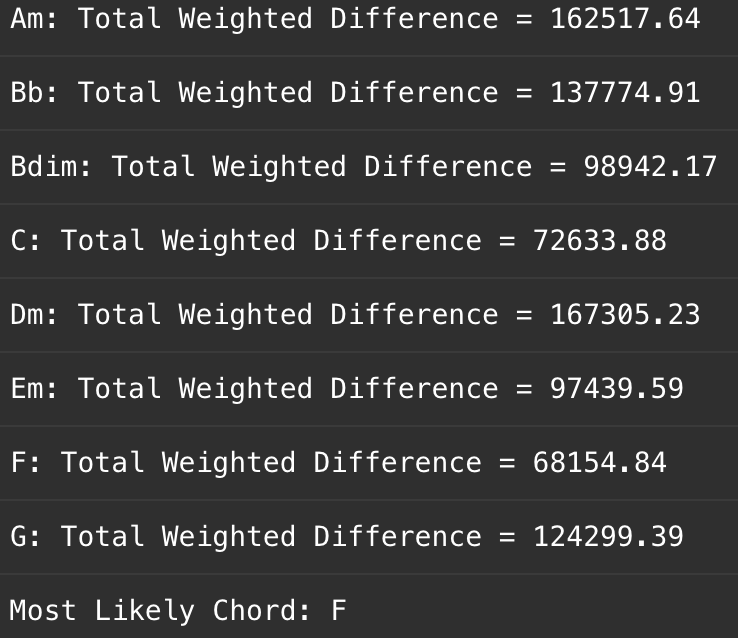 Am: Total Weighted Difference = 162517.64
Bb: Total Weighted Difference = 137774.91
Bdim: Total Weighted Difference = 98942.17
C: Total Weighted Difference = 72633.88
Dm: Total Weighted Difference = 167305.23
Em: Total Weighted Difference = 97439.59
F: Total Weighted Difference = 68154.84
G: Total Weighted Difference = 124299.39
Most Likely Chord: F